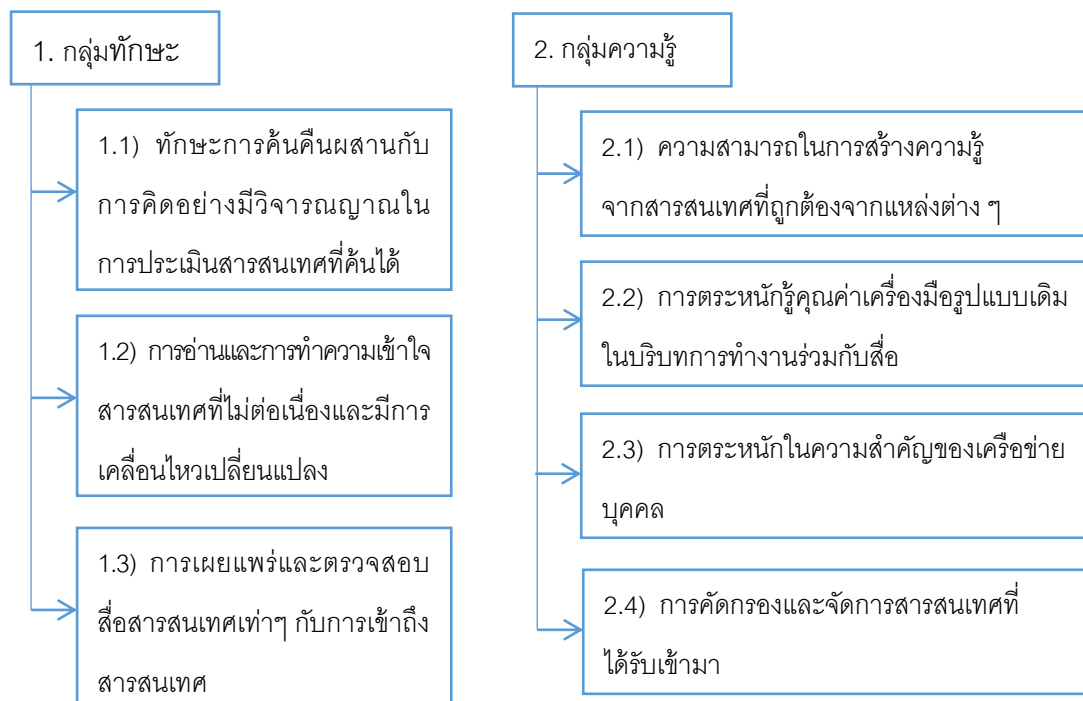 1. กลุ่มทักษะ
1.1) ทักษะการค้นคืนผสานกับ
การคิดอย่างมีวิจารณญาณใน
การประเมินสารสนเทศที่ค้นได้
1.2) การอ่านและการทำความเข้าใจ
สารสนเทศที่ไม่ต่อเนื่องและมีการ
เคลื่อนไหวเปลี่ยนแปลง
1.3) การเผยแพร่และตรวจสอบ
สื่อสารสนเทศเท่าๆ กับการเข้าถึง
สารสนเทศ
2. กลุ่มความรู้
2.1) ความสามารถในการสร้างความรู้
จากสารสนเทศที่ถูกต้องจากแหล่งต่าง ๆ
2.2) การตระหนักรู้คุณค่าเครื่องมือรูปแบบเดิม
ในบริบทการทำงานร่วมกับสื่อ
2.3) การตระหนักในความสำคัญของเครือข่าย
บุคคล
2.4) การคัดกรองและจัดการสารสนเทศที่
ได้รับเข้ามา